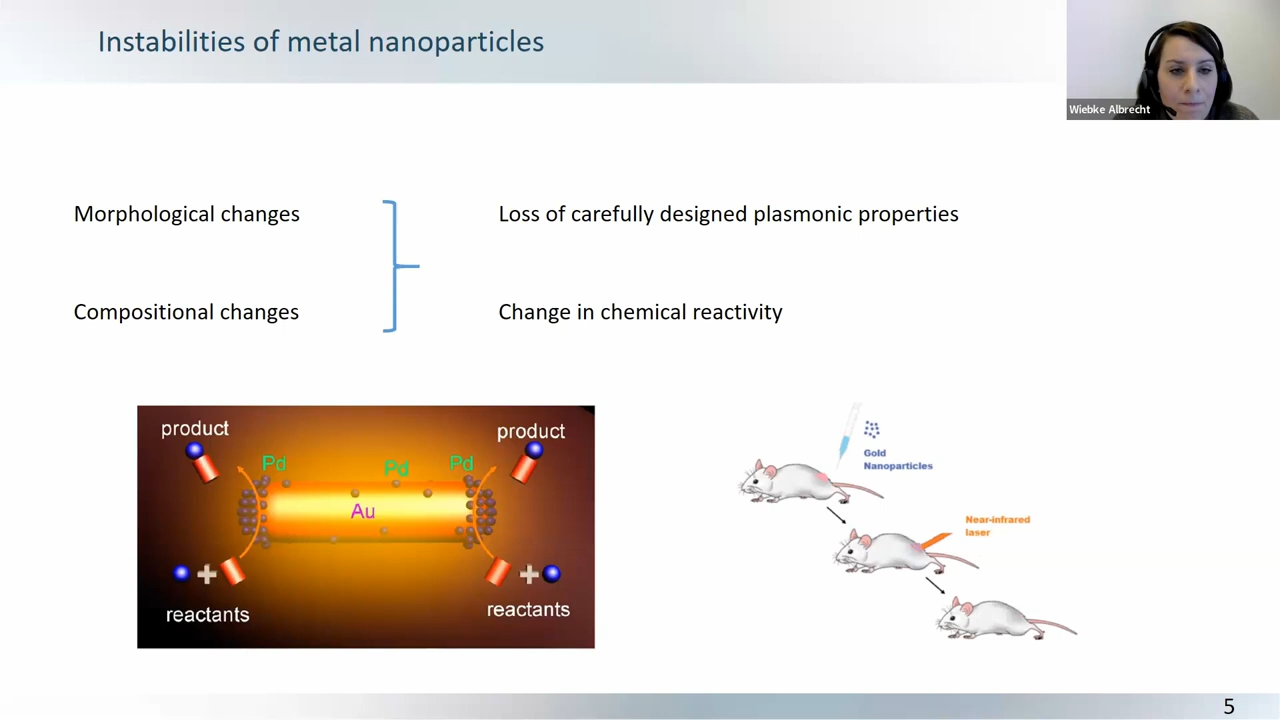 Instabilities of metal nanoparticles
Wiebke Albrecht
Morphological changes
Loss of carefully designed plasmonic properties
Compositional changes
Change in chemical reactivity
product
product
Pd
Pd
Pd
Au
reactants
reactants
Gold
Nanoparticles
Near-infrared
laser
5